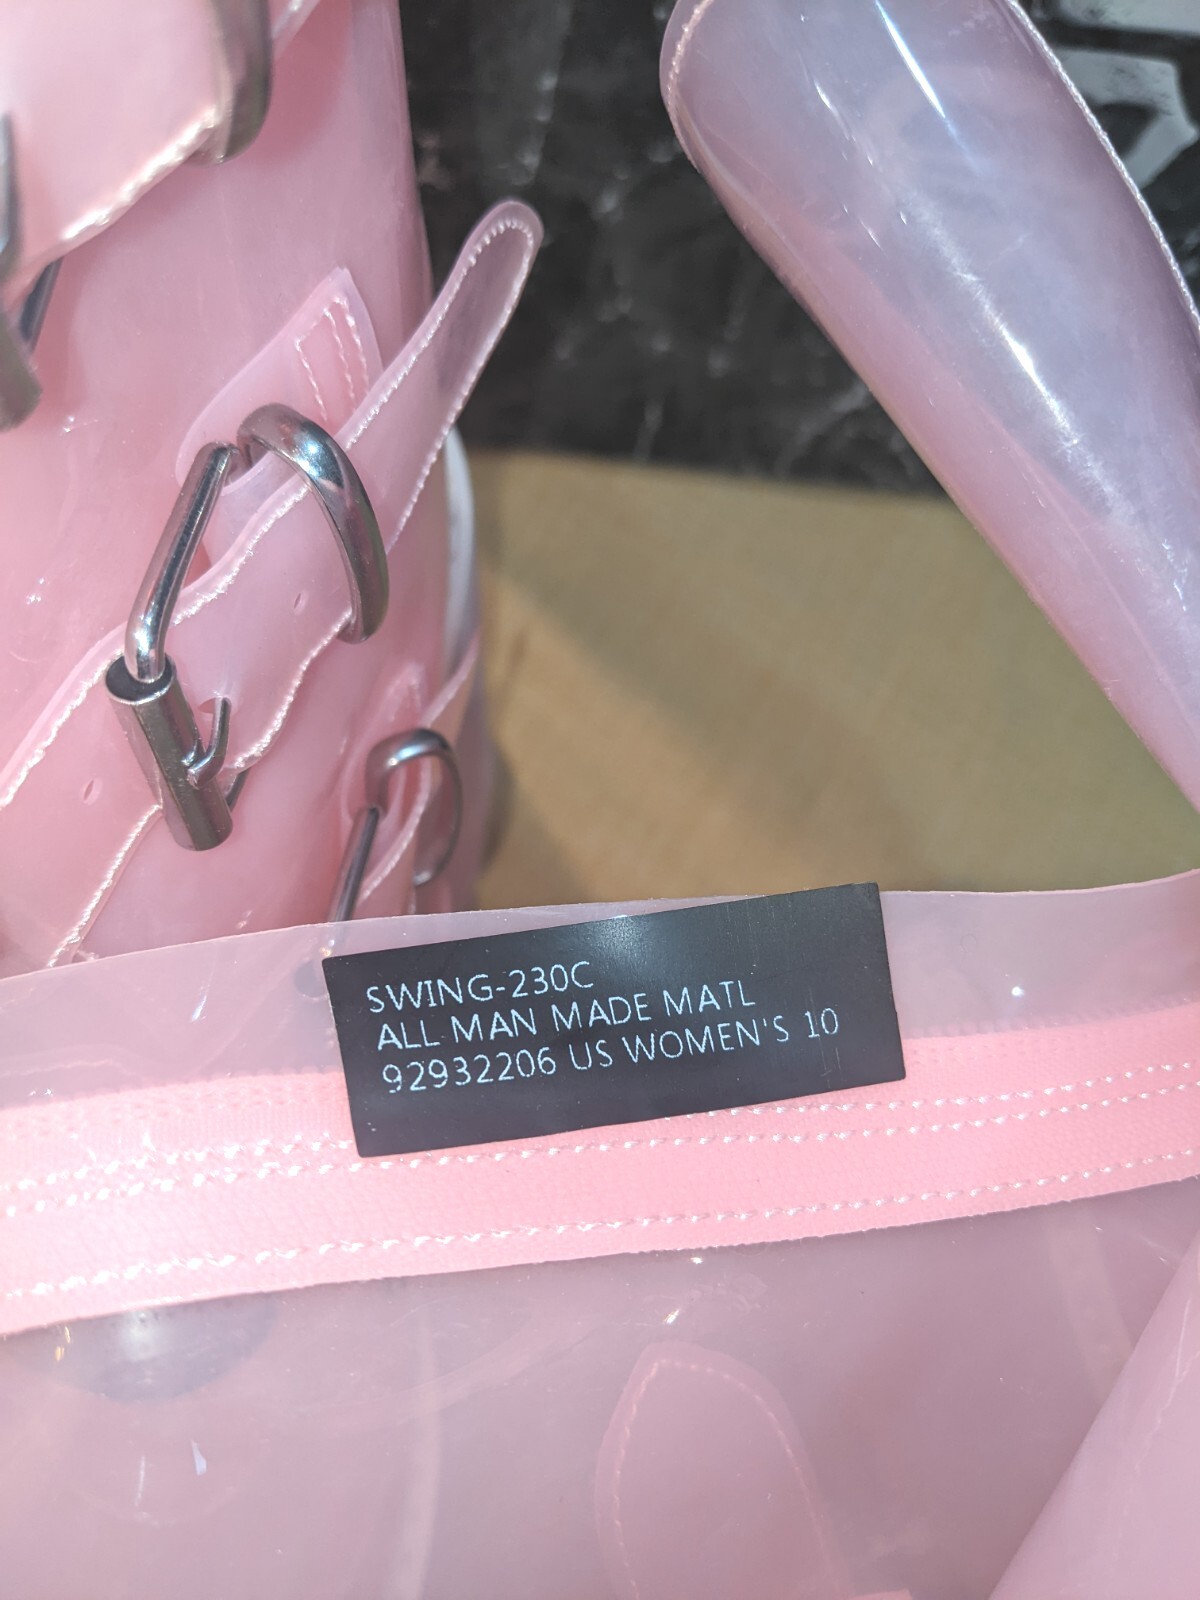 SWING-230C
ALL MAN MADE MATL
92932206 US WOMEN'S 10